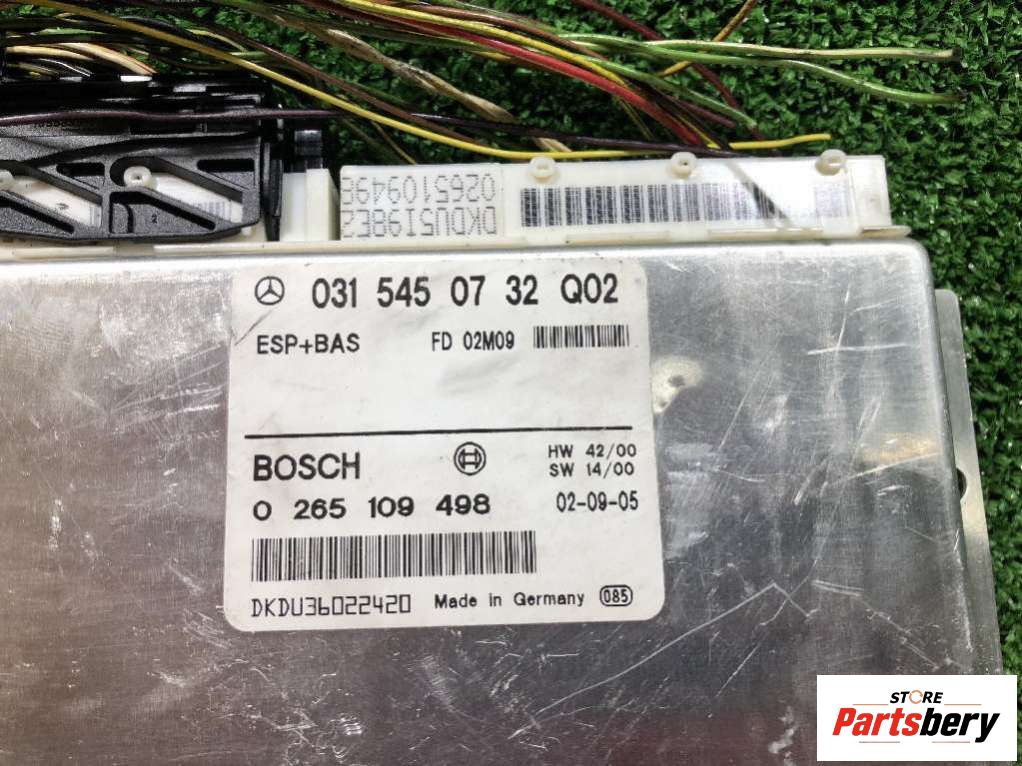 0265109498
DKDU5I98E2
031 545 07 32 Q02
ESP+BAS FD 02M09
BOSCH HW 42/00
SW 14/00
0 265 109 498 02-09-05
DKDU36022420 Made in Germany 085
STORE
Partsbery